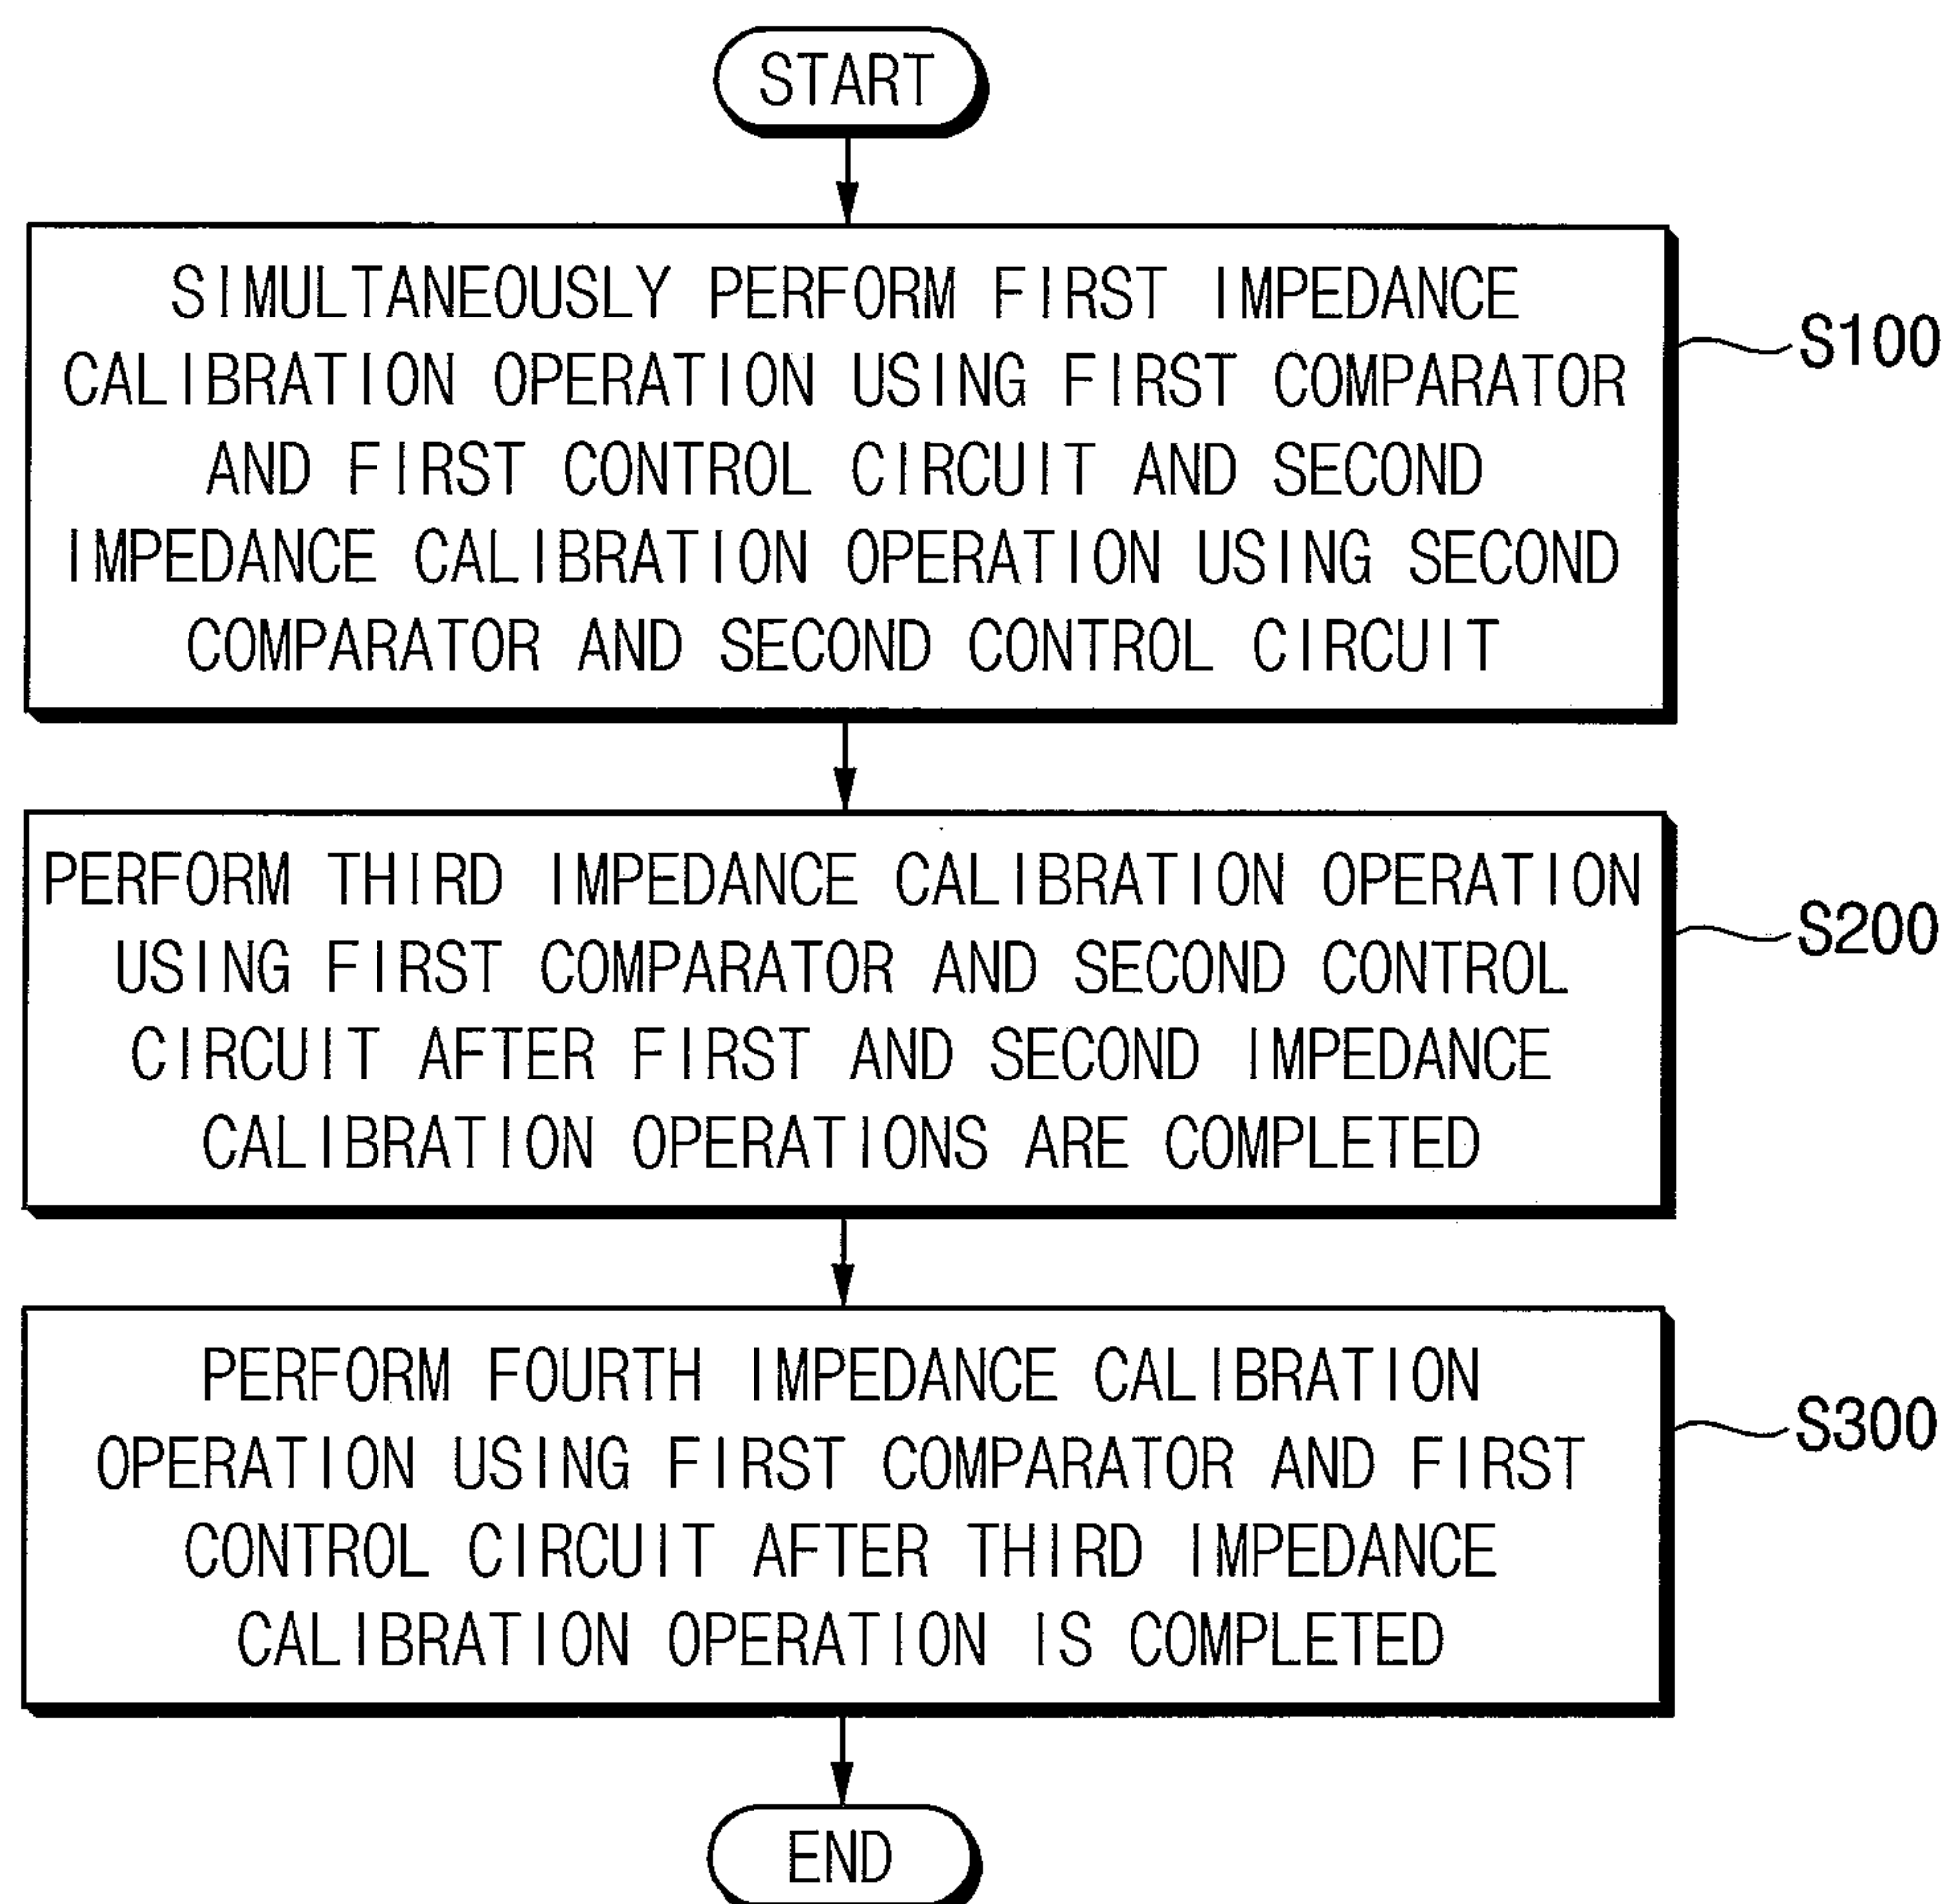 START
SIMULTANEOUSLY PERFORM FIRST IMPEDANCE
CALIBRATION OPERATION USING FIRST COMPARATOR
AND FIRST CONTROL CIRCUIT AND SECOND
IMPEDANCE CALIBRATION OPERATION USING SECOND
COMPARATOR AND SECOND CONTROL CIRCUIT
S100
PERFORM THIRD IMPEDANCE CALIBRATION OPERATION
USING FIRST COMPARATOR AND SECOND CONTROL
CIRCUIT AFTER FIRST AND SECOND IMPEDANCE
CALIBRATION OPERATIONS ARE COMPLETED
S200
PERFORM FOURTH IMPEDANCE CALIBRATION
OPERATION USING FIRST COMPARATOR AND FIRST
CONTROL CIRCUIT AFTER THIRD IMPEDANCE
CALIBRATION OPERATION IS COMPLETED
S300
END